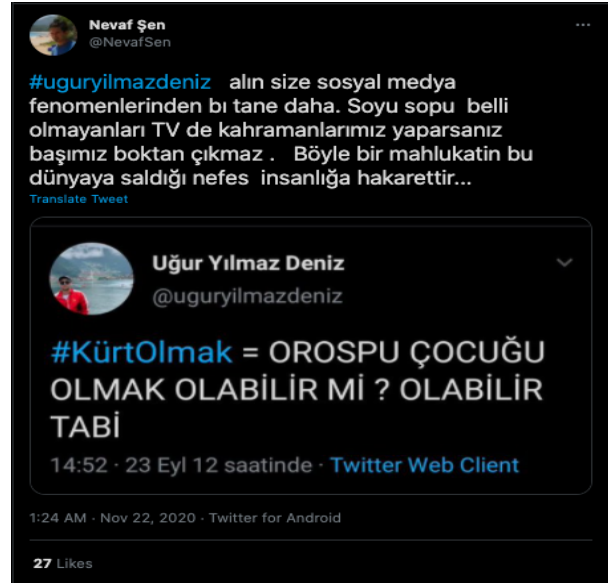 Nevaf Şen
@NevafSen
#uguryilmazdeniz alın size sosyal medya
fenomenlerinden bı tane daha. Soyu sopu belli
olmayanları TV de kahramanlarımız yaparsanız
başımız boktan çıkmaz . Böyle bir mahlukatin bu
dünyaya saldığı nefes insanlığa hakarettir...
Translate Tweet
Uğur Yılmaz Deniz
@uguryilmazdeniz
#KürtOlmak = OROSPU ÇOCUĞU
OLMAK OLABİLİR Mİ ? OLABİLİR
TABİ
14:52 · 23 Eyl 12 saatinde · Twitter Web Client
1:24 AM · Nov 22, 2020 · Twitter for Android
27 Likes